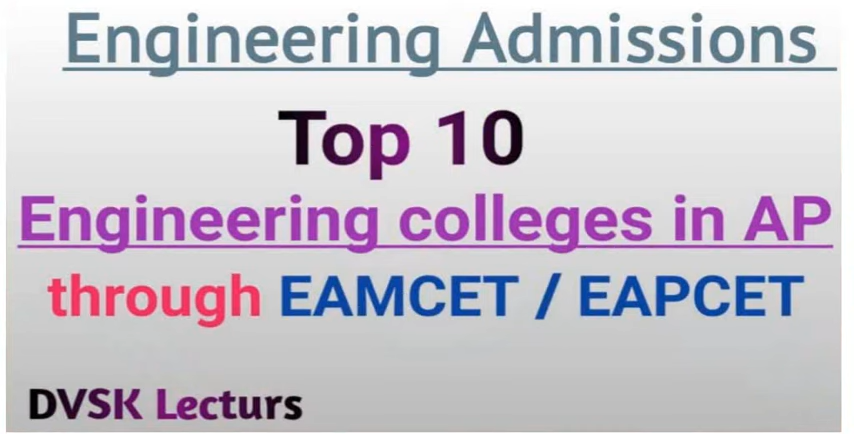 Engineering Admissions
Top 10
Engineering colleges in AP
through EAMCET / EAPCET
DVSK Lecturs